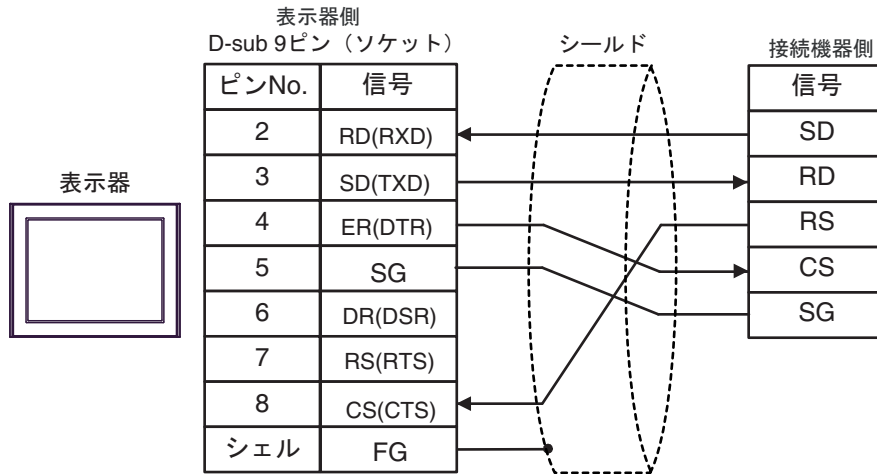 表示器側
D-sub 9ピン（ソケット）
シールド
接続機器側
ピンNo. 信号
信号
2 RD(RXD)
SD
3 SD(TXD)
RD
表示器
4 ER(DTR)
RS
5 SG
CS
6 DR(DSR)
SG
7 RS(RTS)
8 CS(CTS)
シェル FG